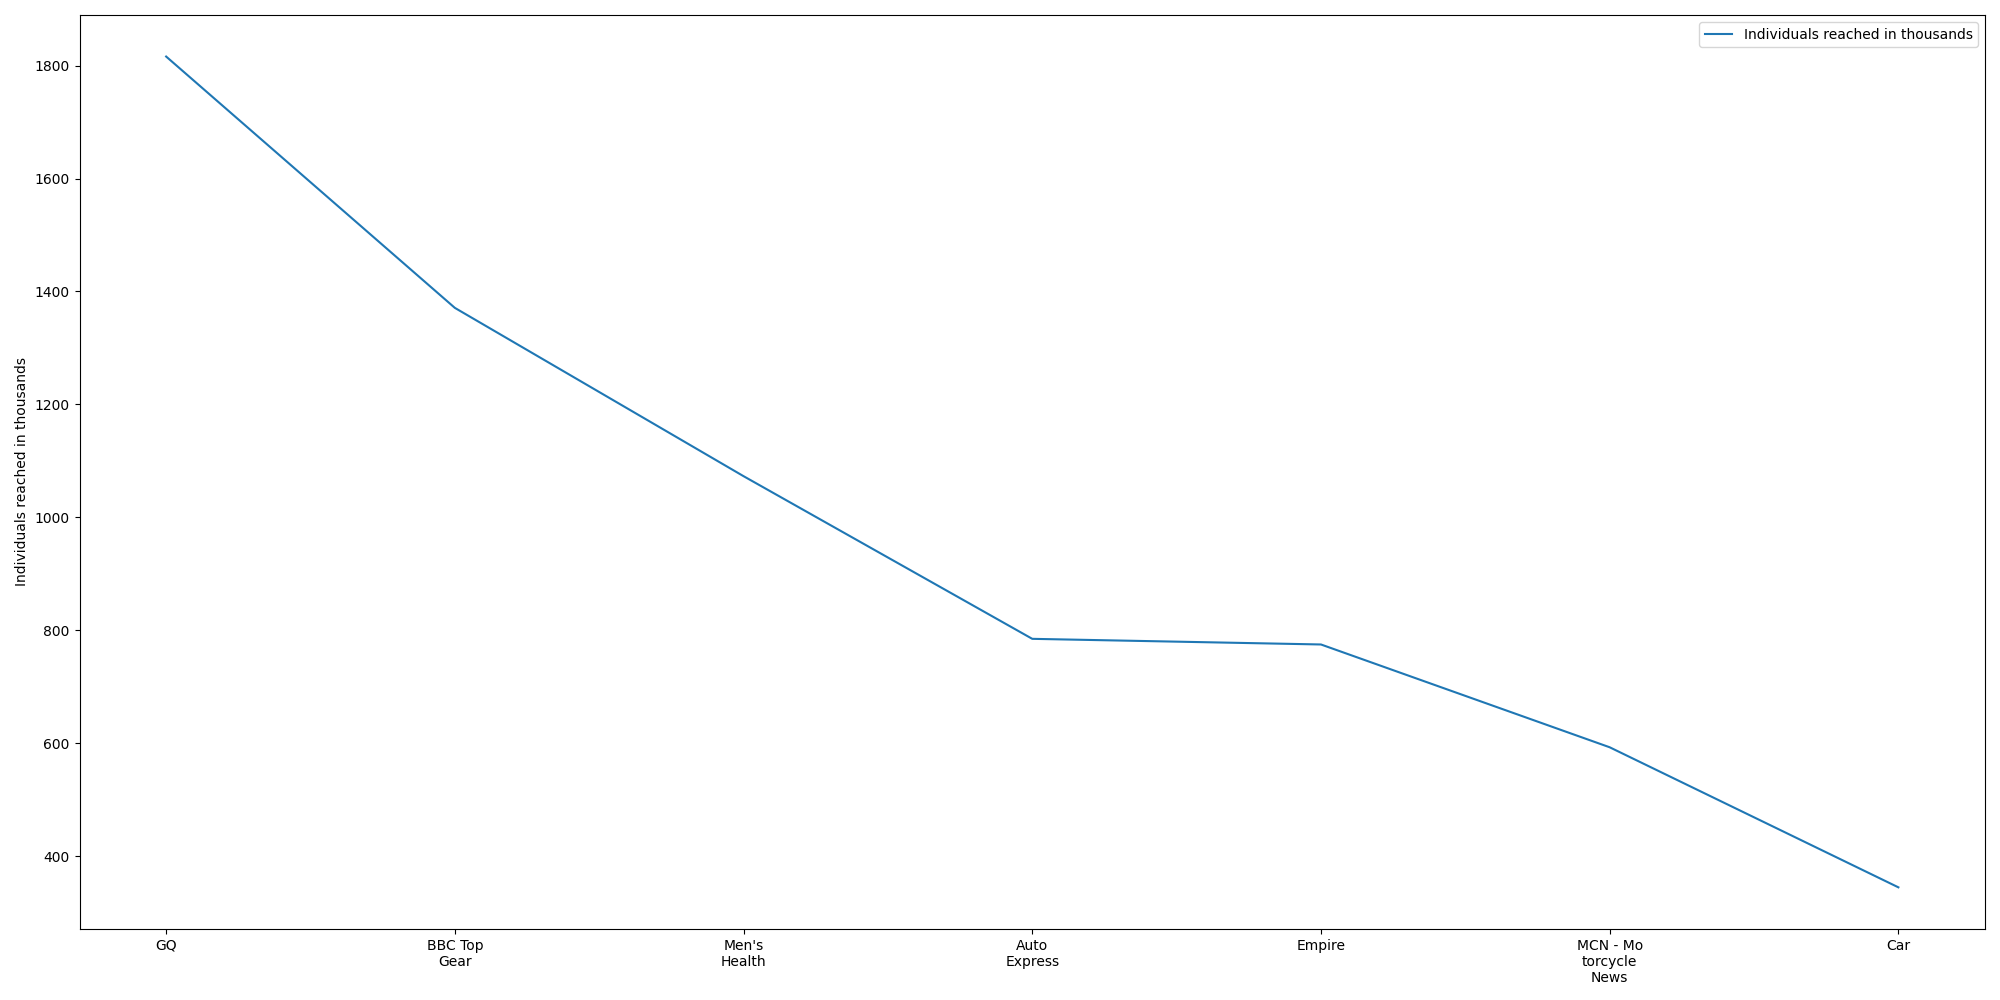 Individuals reached in thousands
1800
1600
1400
1200
1000
800
600
400
Individuals reached in thousands
GQ
BBC Top
Gear
Men's
Health
Auto
Express
Empire
MCN - Mo
torcycle
News
Car